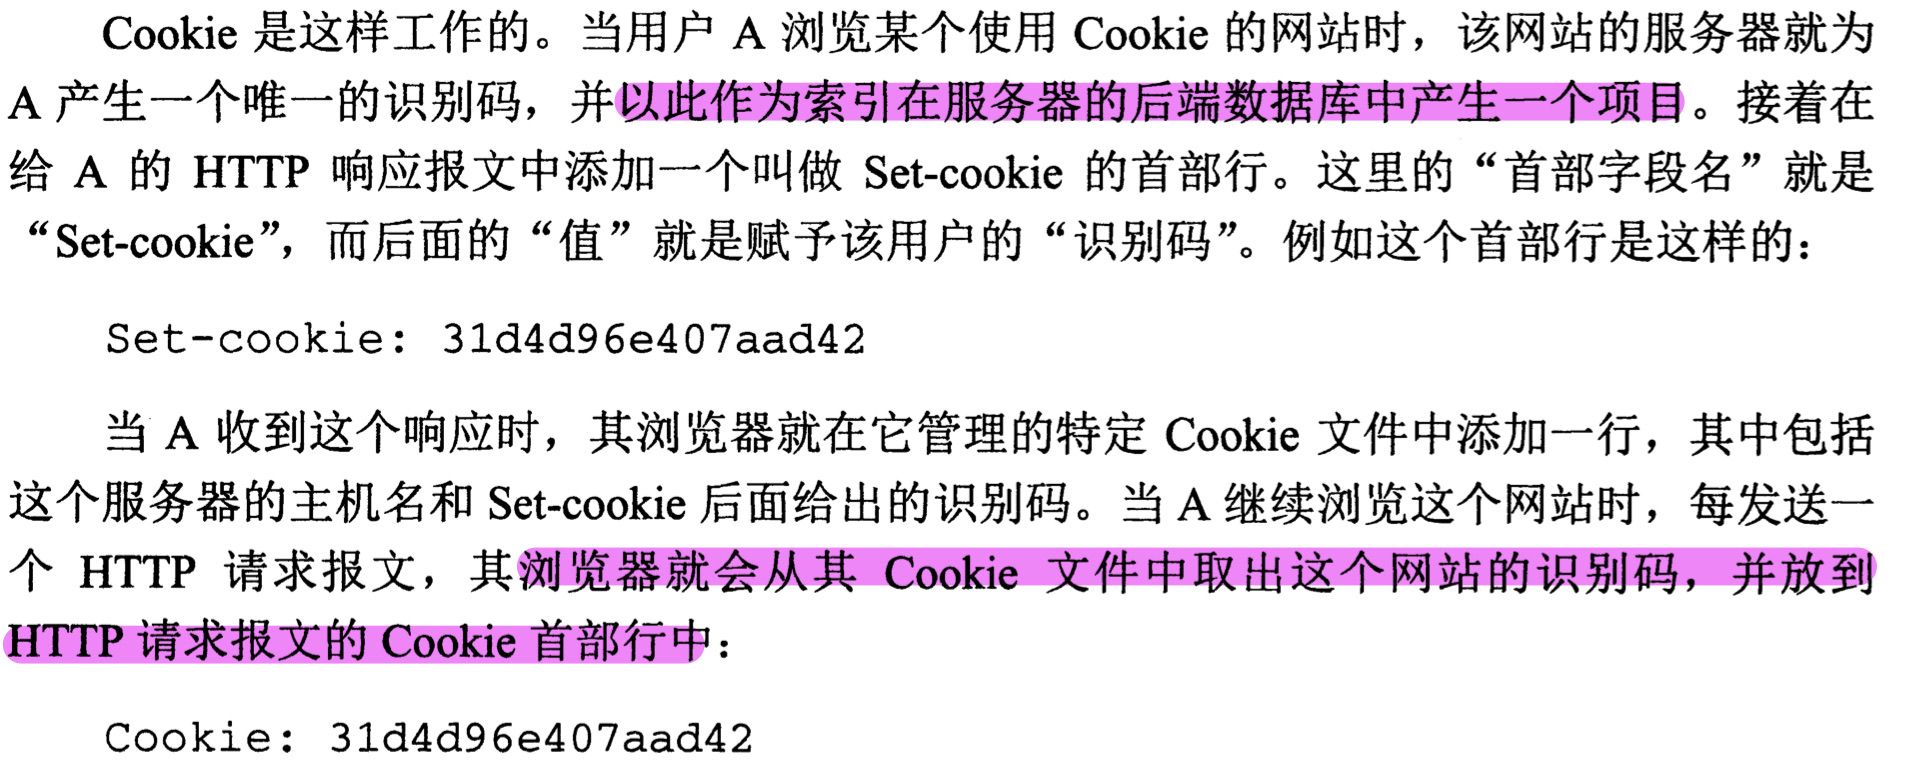 Cookie 是这样工作的。当用户 A 浏览某个使用 Cookie 的网站时，该网站的服务器就为
A 产生一个唯一的识别码，并以此作为索引在服务器的后端数据库中产生一个项目。接着在
给 A 的 HTTP 响应报文中添加一个叫做 Set-cookie 的首部行。这里的“首部字段名”就是
“Set-cookie”，而后面的“值”就是赋予该用户的“识别码”。例如这个首部行是这样的：
Set-cookie: 31d4d96e407aad42
当 A 收到这个响应时，其浏览器就在它管理的特定 Cookie 文件中添加一行，其中包括
这个服务器的主机名和 Set-cookie 后面给出的识别码。当 A 继续浏览这个网站时，每发送一
个 HTTP 请求报文，其浏览器就会从其 Cookie 文件中取出这个网站的识别码，并放到
HTTP 请求报文的 Cookie 首部行中：
Cookie: 31d4d96e407aad42